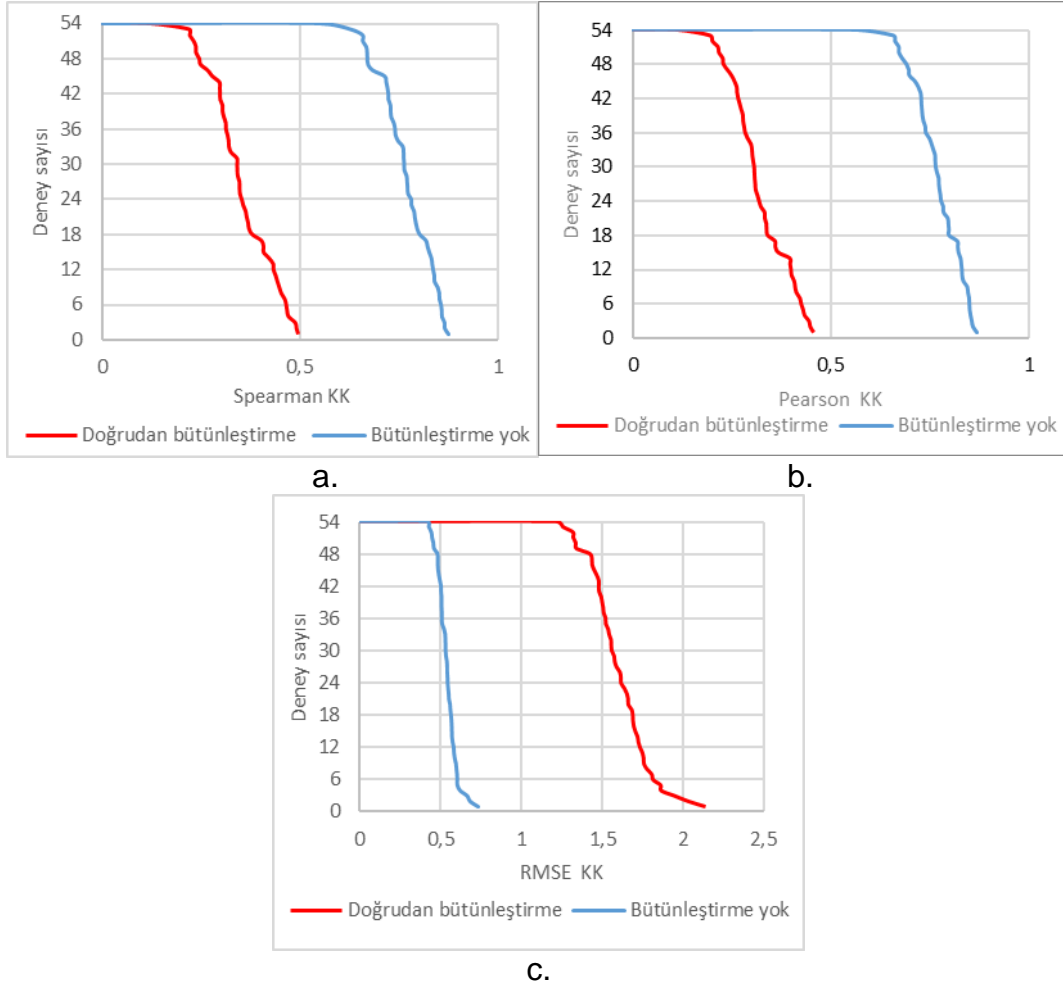 54
48
42
36
30
24
18
12
6
0
Deney sayısı
0 0,5 1
Spearman KK
Doğrudan bütünleştirme Bütünleştirme yok
a.
54
48
42
36
30
24
18
12
6
0
Deney sayısı
0 0,5 1
Pearson KK
Doğrudan bütünleştirme Bütünleştirme yok
b.
54
48
42
36
30
24
18
12
6
0
Deney sayısı
0 0,5 1 1,5 2 2,5
RMSE KK
Doğrudan bütünleştirme Bütünleştirme yok
c.